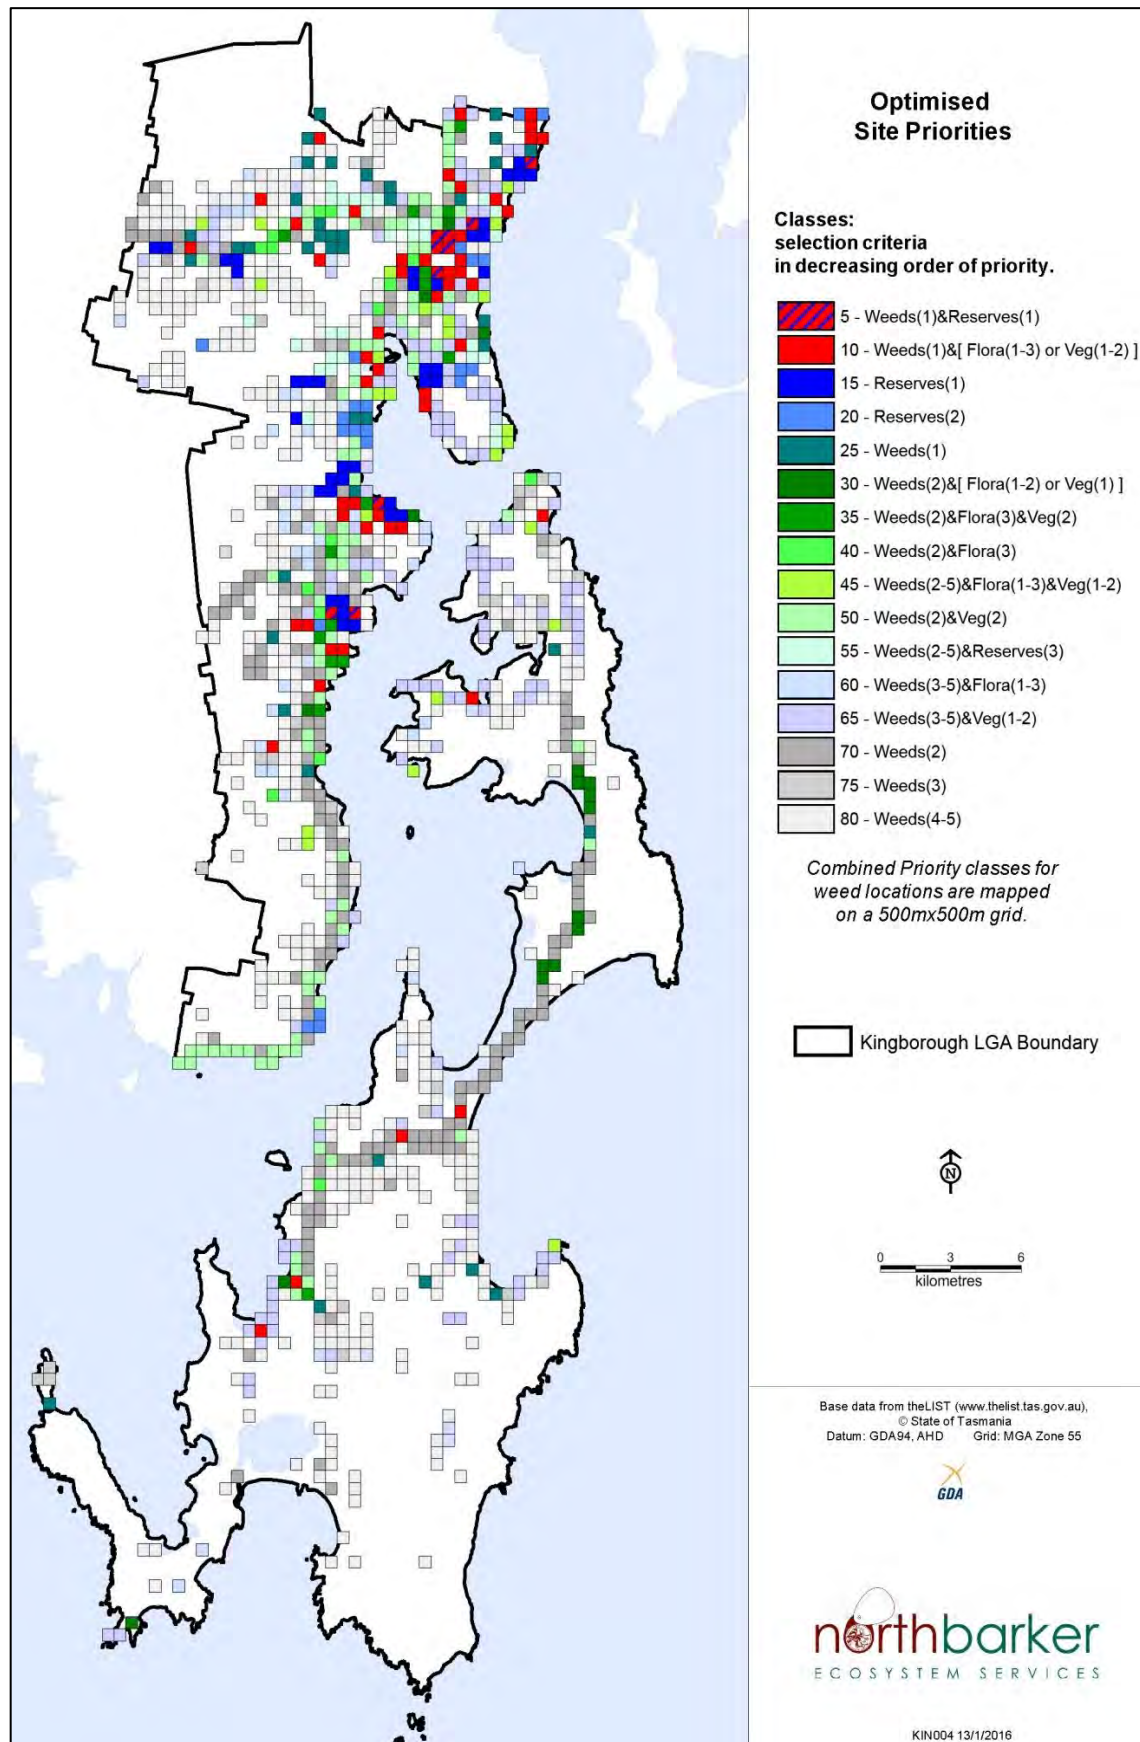 Optimised
Site Priorities
Classes:
selection criteria
in decreasing order of priority.
5 - Weeds(1)&Reserves(1)
10 - Weeds(1)&[ Flora(1-3) or Veg(1-2) ]
15 - Reserves(1)
20 - Reserves(2)
25 - Weeds(1)
30 - Weeds(2)&[ Flora(1-2) or Veg(1) ]
35 - Weeds(2)&Flora(3)&Veg(2)
40 - Weeds(2)&Flora(3)
45 - Weeds(2-5)&Flora(1-3)&Veg(1-2)
50 - Weeds(2)&Veg(2)
55 - Weeds(2-5)&Reserves(3)
60 - Weeds(3-5)&Flora(1-3)
65 - Weeds(3-5)&Veg(1-2)
70 - Weeds(2)
75 - Weeds(3)
80 - Weeds(4-5)
Combined Priority classes for
weed locations are mapped
on a 500mx500m grid.
Kingborough LGA Boundary
N
0 3 6
kilometres
Base data from theLIST (www.thelist.tas.gov.au),
© State of Tasmania
Datum: GDA94, AHD Grid: MGA Zone 55
GDA
northbarker
ECOSYSTEM SERVICES
KIN004 13/1/2016